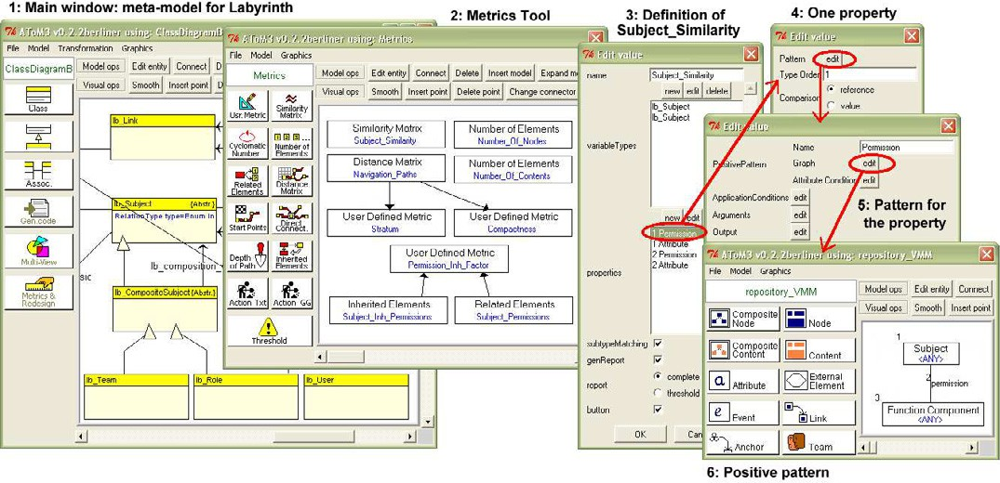 1: Main window: meta-model for Labyrinth
AToM3 v0.2.2berliner using: ClassDiagramB
File Model Transformation Graphics
ClassDiagramB
Model ops Edit entity Connect D
Visual ops Smooth Insert point D
Class
Assoc.
Gen.code
Multi-View
Metrics &
Redesign
lb_Link
lb_Subject {Abstr.}
RelationType type=Enum in
lb_composition_
sic
lb_CompositeSubject {Abstr.}
lb_Team
lb_Role
lb_User
2: Metrics Tool
AToM3 v0.2.2berliner using: Metrics
File Model Graphics
Metrics
Model ops Edit entity Connect Delete Insert model Expand m
Visual ops Smooth Insert point Delete point Change connector
Usr. Metric
Similarity
Matrix
Cyclomatic
Number
Number of
Elements
Related
Elements
Distance
Matrix
Start Points
Direct
Connect.
Depth
of Path
Inherited
Elements
Action Txt
Action GG
Threshold
Similarity Matrix
Subject_Similarity
Number of Elements
Number_Of_Nodes
Distance Matrix
Navigation_Paths
Number of Elements
Number_Of_Contents
User Defined Metric
Stratum
User Defined Metric
Compactness
User Defined Metric
Permission_Inh_Factor
Inherited Elements
Subject_Inh_Permissions
Related Elements
Subject_Permissions
3: Definition of
Subject_Similarity
Edit value
name Subject_Similarity
new edit delete
lb_Subject
lb_Subject
variableTypes
new edit
1 Permission
1 Attribute
2 Permission
2 Attribute
properties
subtypeMatching
genReport
report
complete
threshold
button
OK Can
4: One property
Edit value
Pattern edit
Type Order 1
Comparison
reference
value
Edit value
Name Permission
PositivePattern Graph edit
Attribute Condition edit
ApplicationConditions edit
Arguments edit
Output edit
5: Pattern for
the property
AToM3 v0.2.2berliner using: repository_VMM
File Model Graphics
repository_VMM
Model ops Edit entity Connect
Visual ops Smooth Insert point
Composite
Node
Node
Composite
Content
Content
Attribute
External
Element
Event
Link
Anchor
Team
1
Subject
<ANY>
2
permission
3
Function Component
<ANY>
6: Positive pattern